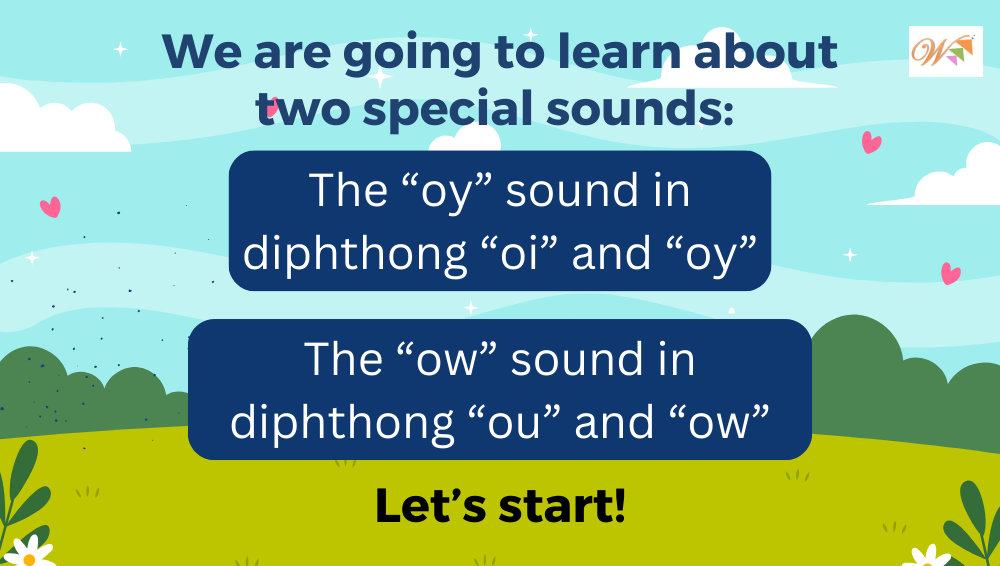 We are going to learn about
two special sounds:
W
The “oy” sound in
diphthong “oi” and “oy”
The “ow” sound in
diphthong “ou” and “ow”
Let’s start!